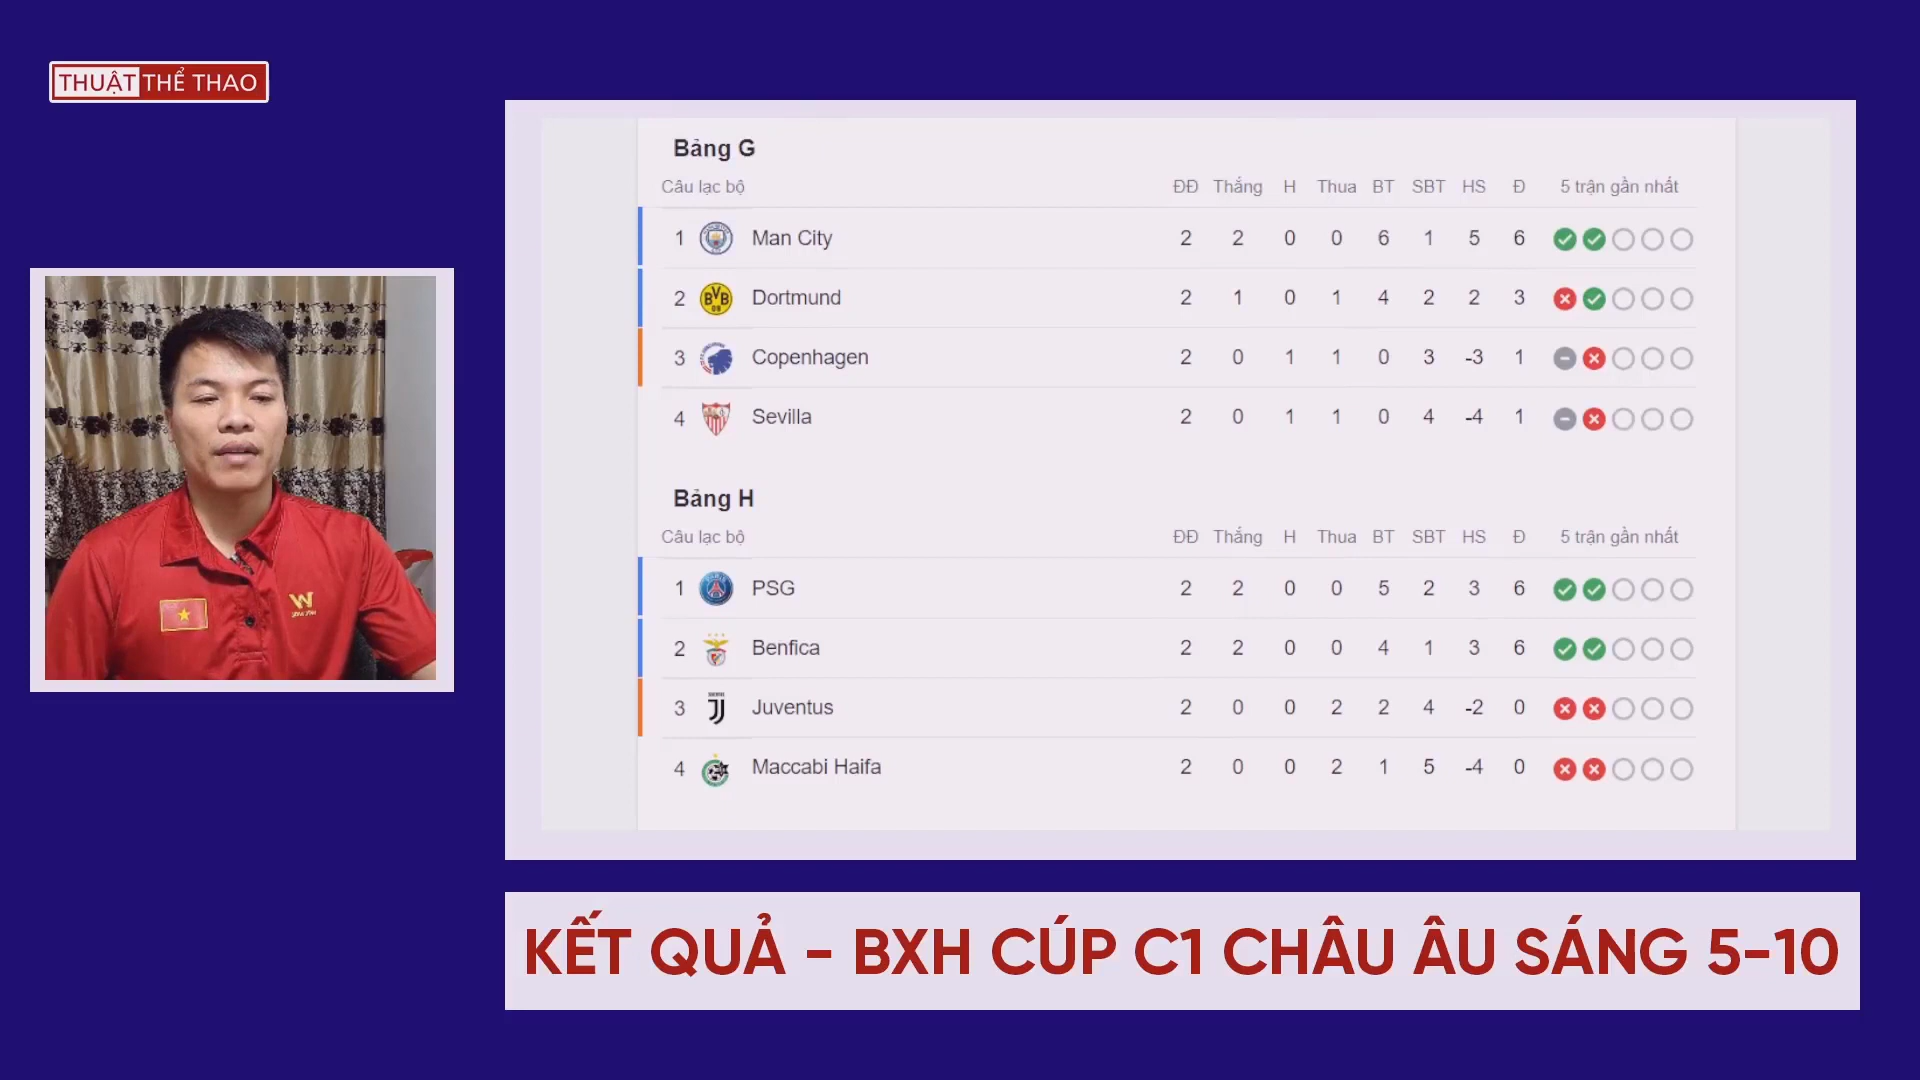 THUẬT THỂ THAO
Bảng G
Câu lạc bộ ĐĐ Thắng H Thua BT SBT HS Đ 5 trận gần nhất
1 Man City 2 2 0 0 6 1 5 6
2 Dortmund 2 1 0 1 4 2 2 3
3 Copenhagen 2 0 1 1 0 3 -3 1
4 Sevilla 2 0 1 1 0 4 -4 1
Bảng H
Câu lạc bộ ĐĐ Thắng H Thua BT SBT HS Đ 5 trận gần nhất
1 PSG 2 2 0 0 5 2 3 6
2 Benfica 2 2 0 0 4 1 3 6
3 Juventus 2 0 0 2 2 4 -2 0
4 Maccabi Haifa 2 0 0 2 1 5 -4 0
KẾT QUẢ - BXH CÚP C1 CHÂU ÂU SÁNG 5-10